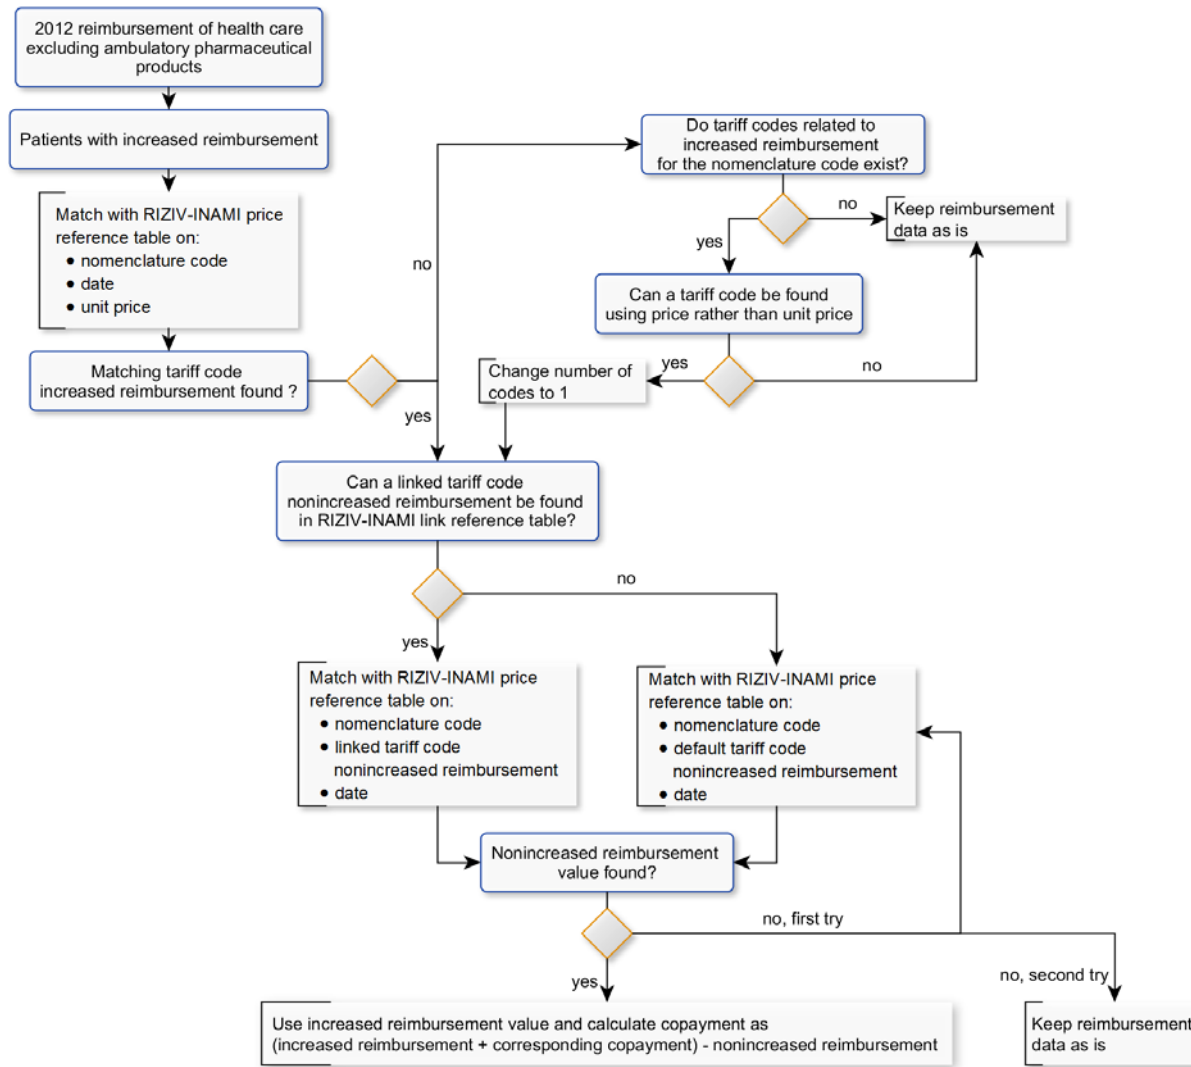 2012 reimbursement of health care
excluding ambulatory pharmaceutical
products
Patients with increased reimbursement
Match with RIZIV-INAMI price
reference table on:
● nomenclature code
● date
● unit price
Matching tariff code
increased reimbursement found ?
no
yes
Do tariff codes related to
increased reimbursement
for the nomenclature code exist?
no
Keep reimbursement
data as is
yes
Can a tariff code be found
using price rather than unit price
yes
no
Change number of
codes to 1
Can a linked tariff code
nonincreased reimbursement be found
in RIZIV-INAMI link reference table?
no
yes
Match with RIZIV-INAMI price
reference table on:
● nomenclature code
● linked tariff code
nonincreased reimbursement
● date
Match with RIZIV-INAMI price
reference table on:
● nomenclature code
● default tariff code
nonincreased reimbursement
● date
Nonincreased reimbursement
value found?
no, first try
no, second try
yes
Use increased reimbursement value and calculate copayment as
(increased reimbursement + corresponding copayment) - nonincreased reimbursement
Keep reimbursement
data as is